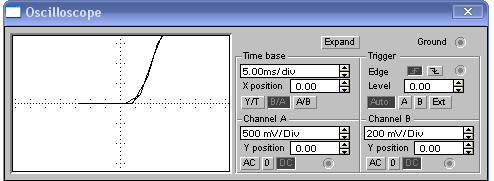 Oscilloscope
Expand
Ground
Time base
5.00ms/div
X position 0.00
Y/T B/A A/B
Trigger
Edge
Level 0.00
Auto A B Ext
Channel A
500 mV/Div
Y position 0.00
AC 0 DC
Channel B
200 mV/Div
Y position 0.00
AC 0 DC